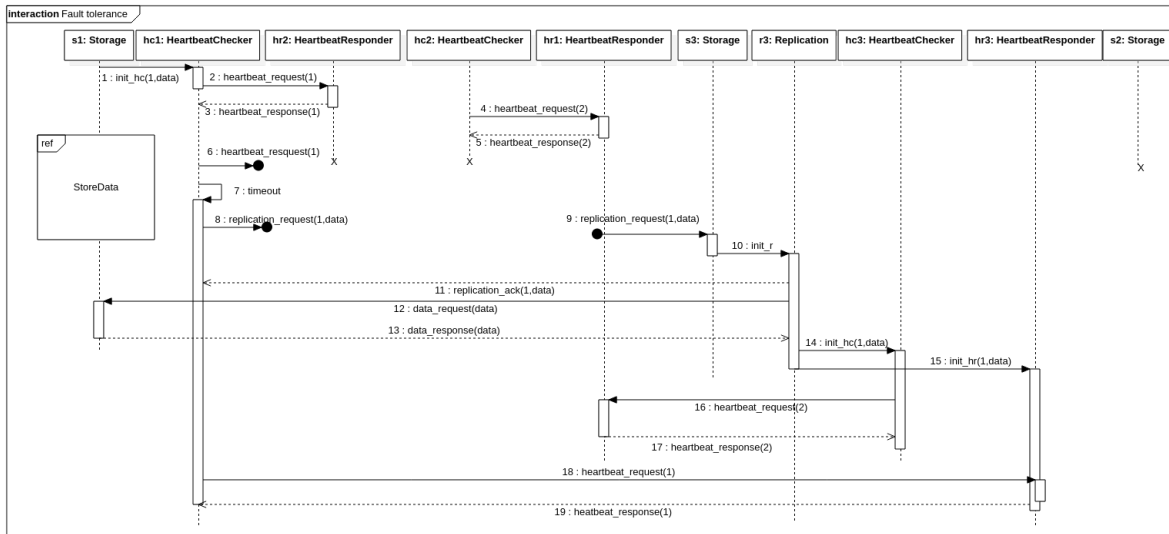 interaction Fault tolerance
s1: Storage
hc1: HeartbeatChecker
hr2: HeartbeatResponder
hc2: HeartbeatChecker
hr1: HeartbeatResponder
s3: Storage
r3: Replication
hc3: HeartbeatChecker
hr3: HeartbeatResponder
s2: Storage
1 : init_hc(1,data)
2 : heartbeat_request(1)
3 : heartbeat_response(1)
4 : heartbeat_request(2)
5 : heartbeat_response(2)
ref
StoreData
6 : heartbeat_resquest(1)
X
X
X
7 : timeout
8 : replication_request(1,data)
9 : replication_request(1,data)
10 : init_r
11 : replication_ack(1,data)
12 : data_request(data)
13 : data_response(data)
14 : init_hc(1,data)
15 : init_hr(1,data)
16 : heartbeat_request(2)
17 : heartbeat_response(2)
18 : heartbeat_request(1)
19 : heatbeat_response(1)